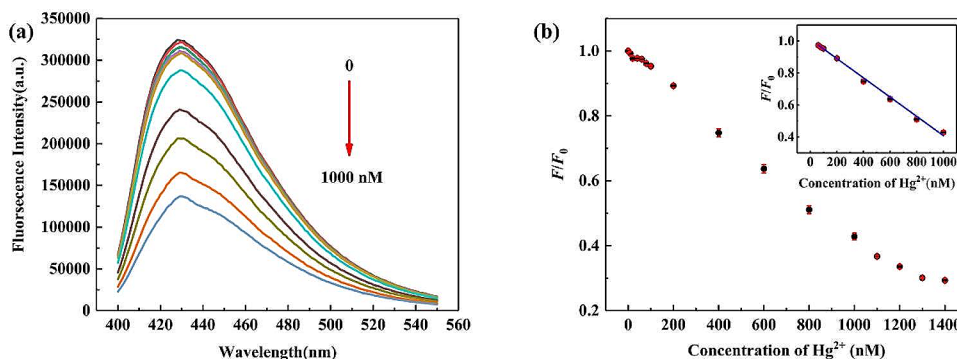 (a)
350000
300000
250000
200000
150000
100000
50000
0
Fluorsecence Intensity(a.u.)
0
1000 nM
400 420 440 460 480 500 520 540 560
Wavelength(nm)
(b)
1.0
0.8
0.6
0.4
0.2
F/F₀
0 200 400 600 800 1000 1200 1400
Concentration of Hg²⁺ (nM)
1.0
0.8
0.6
0.4
F/F₀
0 200 400 600 800 1000
Concentration of Hg²⁺(nM)